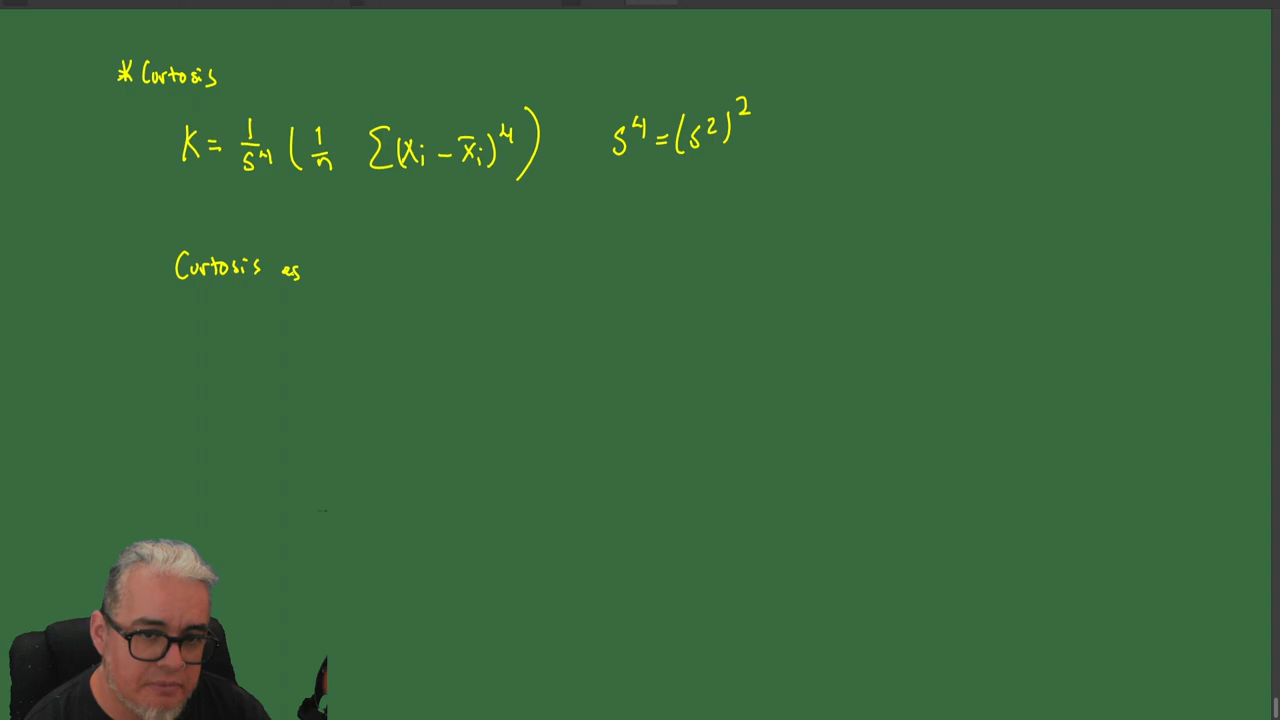 * Curtosis
K = 1/s⁴ ( 1/n Σ(xᵢ - x̄ᵢ)⁴ ) s⁴ = (s²)²
Curtosis es